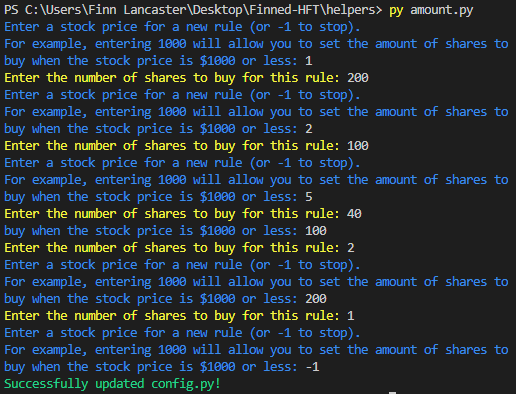 PS C:\Users\Finn Lancaster\Desktop\Finned-HFT\helpers> py amount.py
Enter a stock price for a new rule (or -1 to stop).
For example, entering 1000 will allow you to set the amount of shares to
buy when the stock price is $1000 or less: 1
Enter the number of shares to buy for this rule: 200
Enter a stock price for a new rule (or -1 to stop).
For example, entering 1000 will allow you to set the amount of shares to
buy when the stock price is $1000 or less: 2
Enter the number of shares to buy for this rule: 100
Enter a stock price for a new rule (or -1 to stop).
For example, entering 1000 will allow you to set the amount of shares to
buy when the stock price is $1000 or less: 5
Enter the number of shares to buy for this rule: 40
buy when the stock price is $1000 or less: 100
Enter the number of shares to buy for this rule: 2
Enter a stock price for a new rule (or -1 to stop).
For example, entering 1000 will allow you to set the amount of shares to
buy when the stock price is $1000 or less: 200
Enter the number of shares to buy for this rule: 1
Enter a stock price for a new rule (or -1 to stop).
For example, entering 1000 will allow you to set the amount of shares to
buy when the stock price is $1000 or less: -1
Successfully updated config.py!